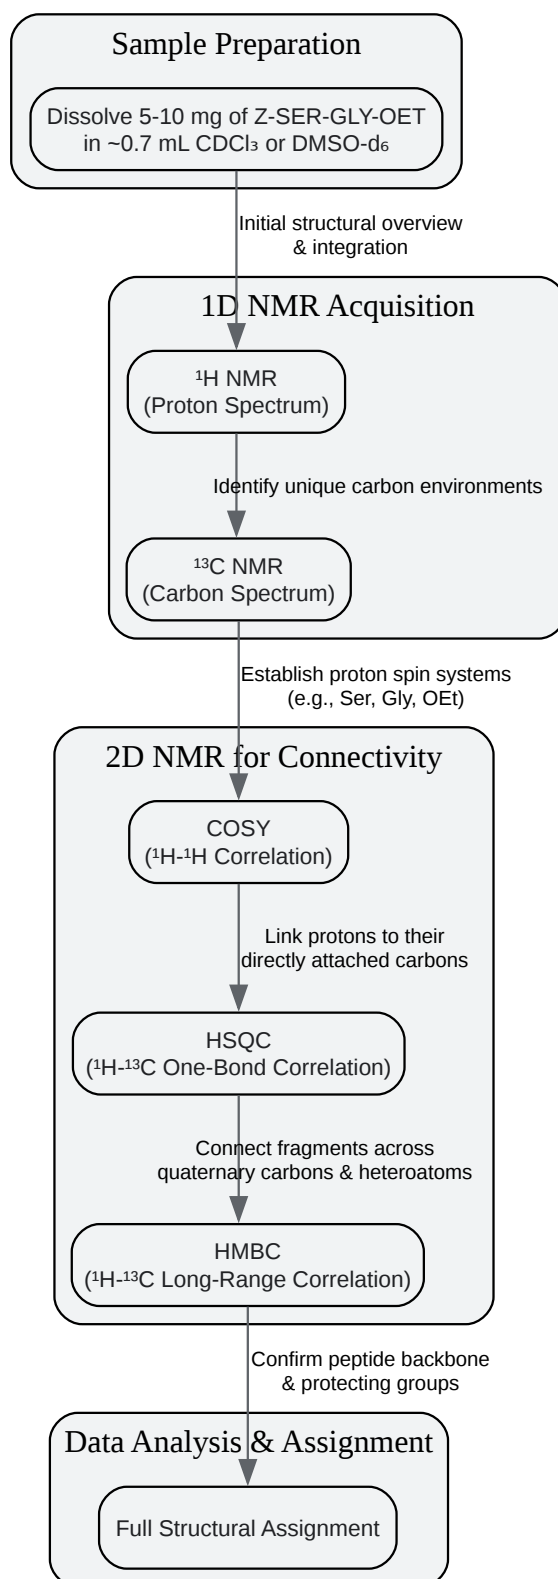 Sample Preparation
Dissolve 5-10 mg of Z-SER-GLY-OET
in ~0.7 mL CDCl₃ or DMSO-d₆
Initial structural overview
& integration
1D NMR Acquisition
¹H NMR
(Proton Spectrum)
Identify unique carbon environments
¹³C NMR
(Carbon Spectrum)
Establish proton spin systems
(e.g., Ser, Gly, OEt)
2D NMR for Connectivity
COSY
(¹H-¹H Correlation)
Link protons to their
directly attached carbons
HSQC
(¹H-¹³C One-Bond Correlation)
Connect fragments across
quaternary carbons & heteroatoms
HMBC
(¹H-¹³C Long-Range Correlation)
Confirm peptide backbone
& protecting groups
Data Analysis & Assignment
Full Structural Assignment